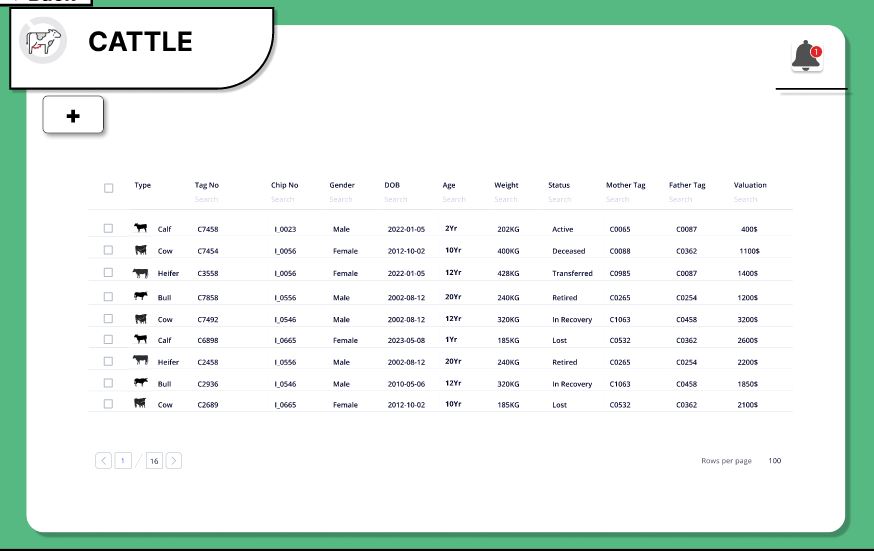 CATTLE
1
+
Type Tag No Chip No Gender DOB Age Weight Status Mother Tag Father Tag Valuation
Search Search Search Search Search Search Search Search Search Search
Calf C7458 I_0023 Male 2022-01-05 2Yr 202KG Active C0065 C0087 400$
Cow C7454 I_0056 Female 2012-10-02 10Yr 400KG Deceased C0088 C0362 1100$
Heifer C3558 I_0056 Female 2022-01-05 12Yr 428KG Transferred C0985 C0087 1400$
Bull C7858 I_0556 Male 2002-08-12 20Yr 240KG Retired C0265 C0254 1200$
Cow C7492 I_0546 Male 2002-08-12 12Yr 320KG In Recovery C1063 C0458 3200$
Calf C6898 I_0665 Female 2023-05-08 1Yr 185KG Lost C0532 C0362 2600$
Heifer C2458 I_0556 Male 2002-08-12 20Yr 240KG Retired C0265 C0254 2200$
Bull C2936 I_0546 Male 2010-05-06 12Yr 320KG In Recovery C1063 C0458 1850$
Cow C2689 I_0665 Female 2012-10-02 10Yr 185KG Lost C0532 C0362 2100$
1 / 16 Rows per page 100